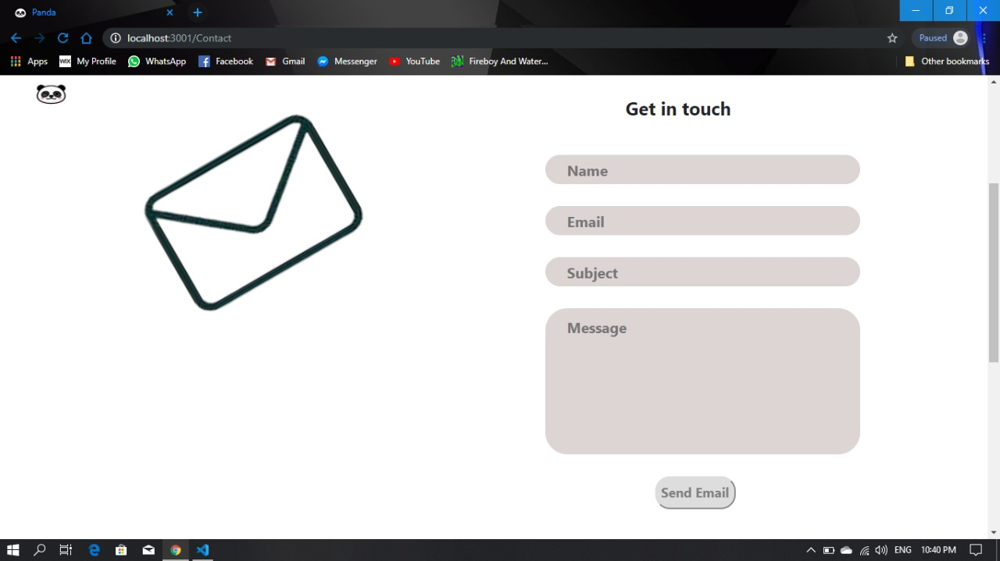 Panda
localhost:3001/Contact
Paused
Apps
WiX My Profile
WhatsApp
Facebook
Gmail
Messenger
YouTube
Fireboy And Water...
Other bookmarks
Get in touch
Name
Email
Subject
Message
Send Email
ENG
10:40 PM